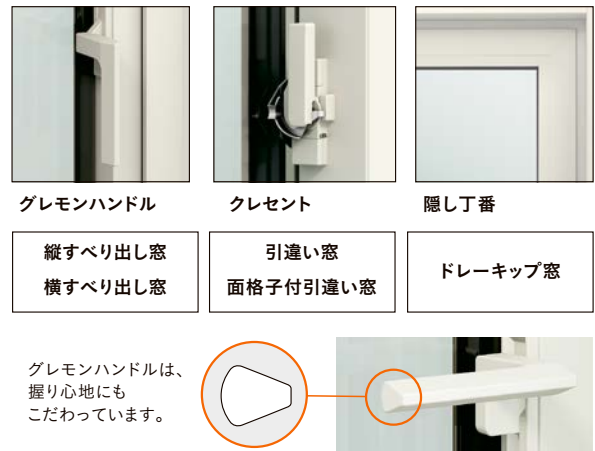 グレモンハンドル
クレセント
隠し丁番
縦すべり出し窓
横すべり出し窓
引違い窓
面格子付引違い窓
ドレーキップ窓
グレモンハンドルは、
握り心地にも
こだわっています。